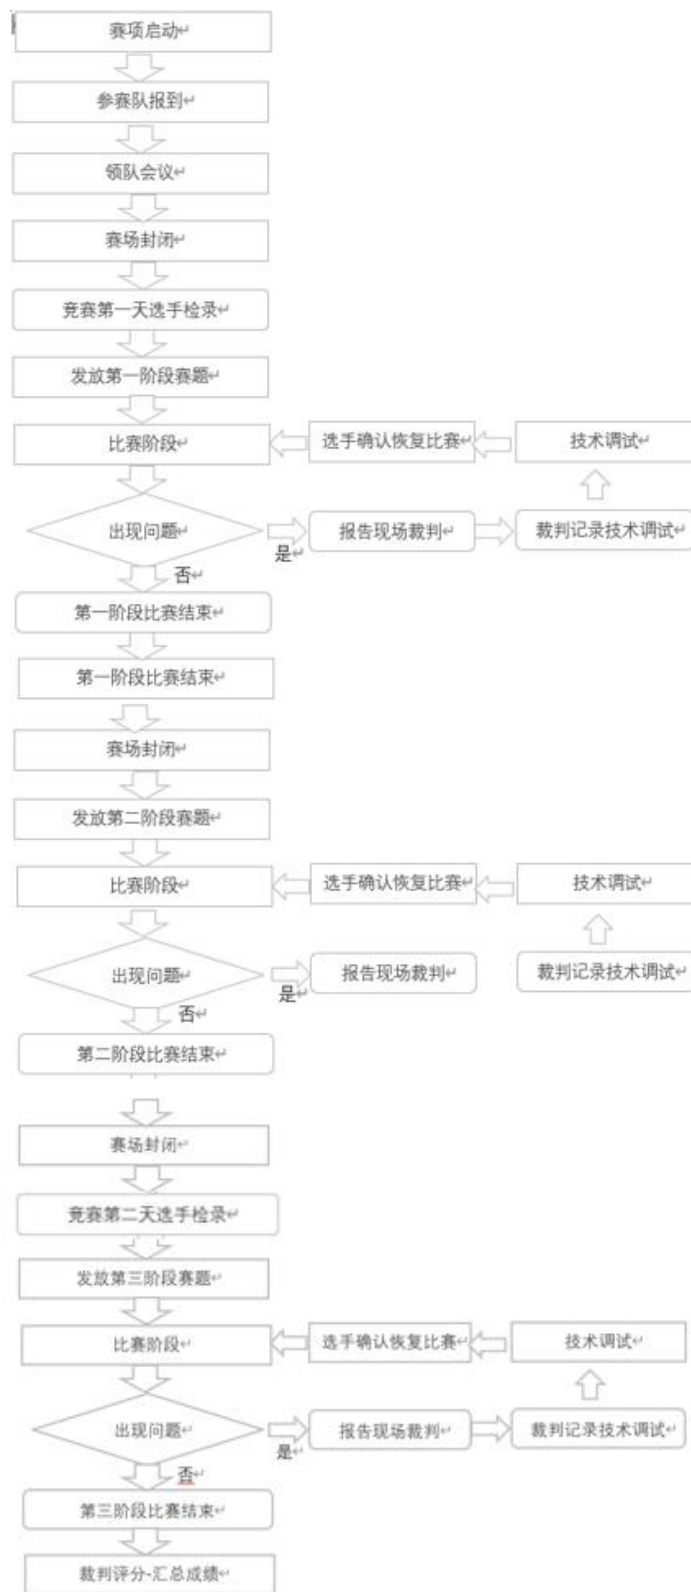 赛项启动↵
参赛队报到↵
领队会议↵
赛场封闭↵
竞赛第一天选手检录↵
发放第一阶段赛题↵
比赛阶段↵
选手确认恢复比赛↵
技术调试↵
出现问题↵
是↵
报告现场裁判↵
裁判记录技术调试↵
否↵
第一阶段比赛结束↵
第一阶段比赛结束↵
赛场封闭↵
发放第二阶段赛题↵
比赛阶段↵
选手确认恢复比赛↵
技术调试↵
出现问题↵
是↵
报告现场裁判↵
裁判记录技术调试↵
否↵
第二阶段比赛结束↵
赛场封闭↵
竞赛第二天选手检录↵
发放第三阶段赛题↵
比赛阶段↵
选手确认恢复比赛↵
技术调试↵
出现问题↵
是↵
报告现场裁判↵
裁判记录技术调试↵
否↵
第三阶段比赛结束↵
裁判评分-汇总成绩↵